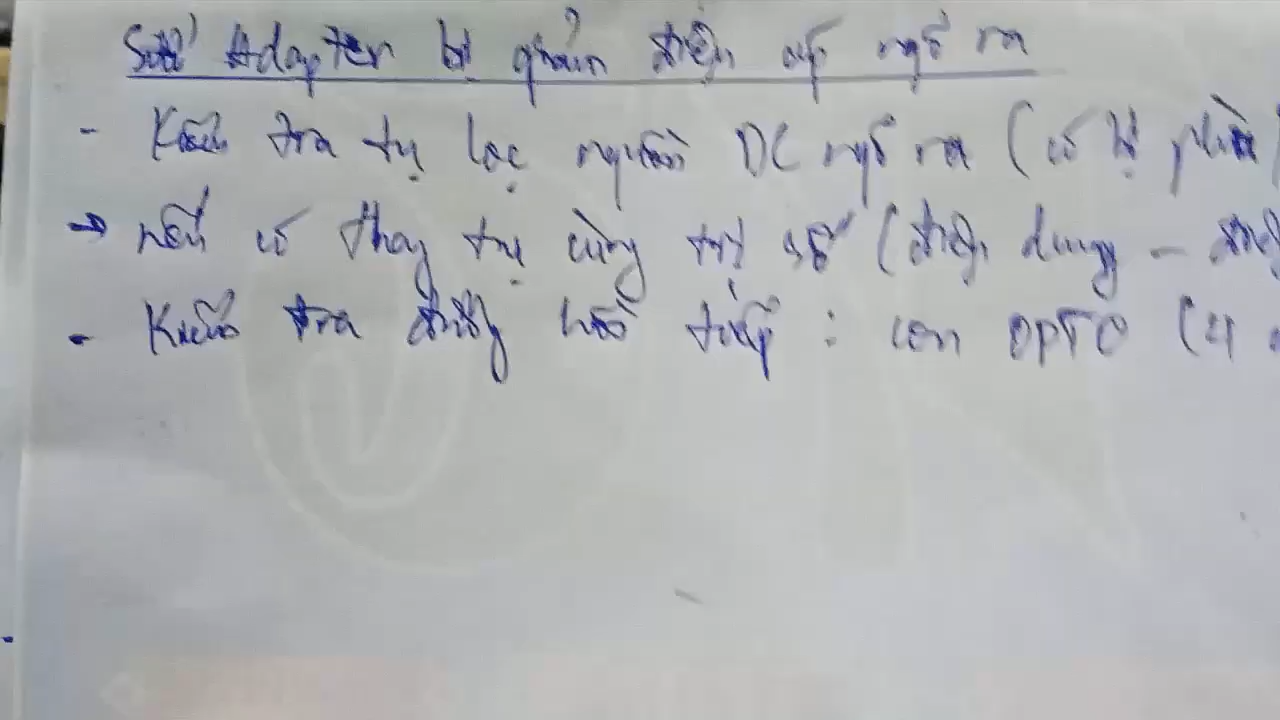 Sửa Adapter bị giảm điện áp ngõ ra
- Kiểm tra tụ lọc nguồn DC ngõ ra (có bị phồng
→ nếu có thay tụ cùng trị số (điện dung - điện
- Kiểm tra đường hồi tiếp : con OPTO (4